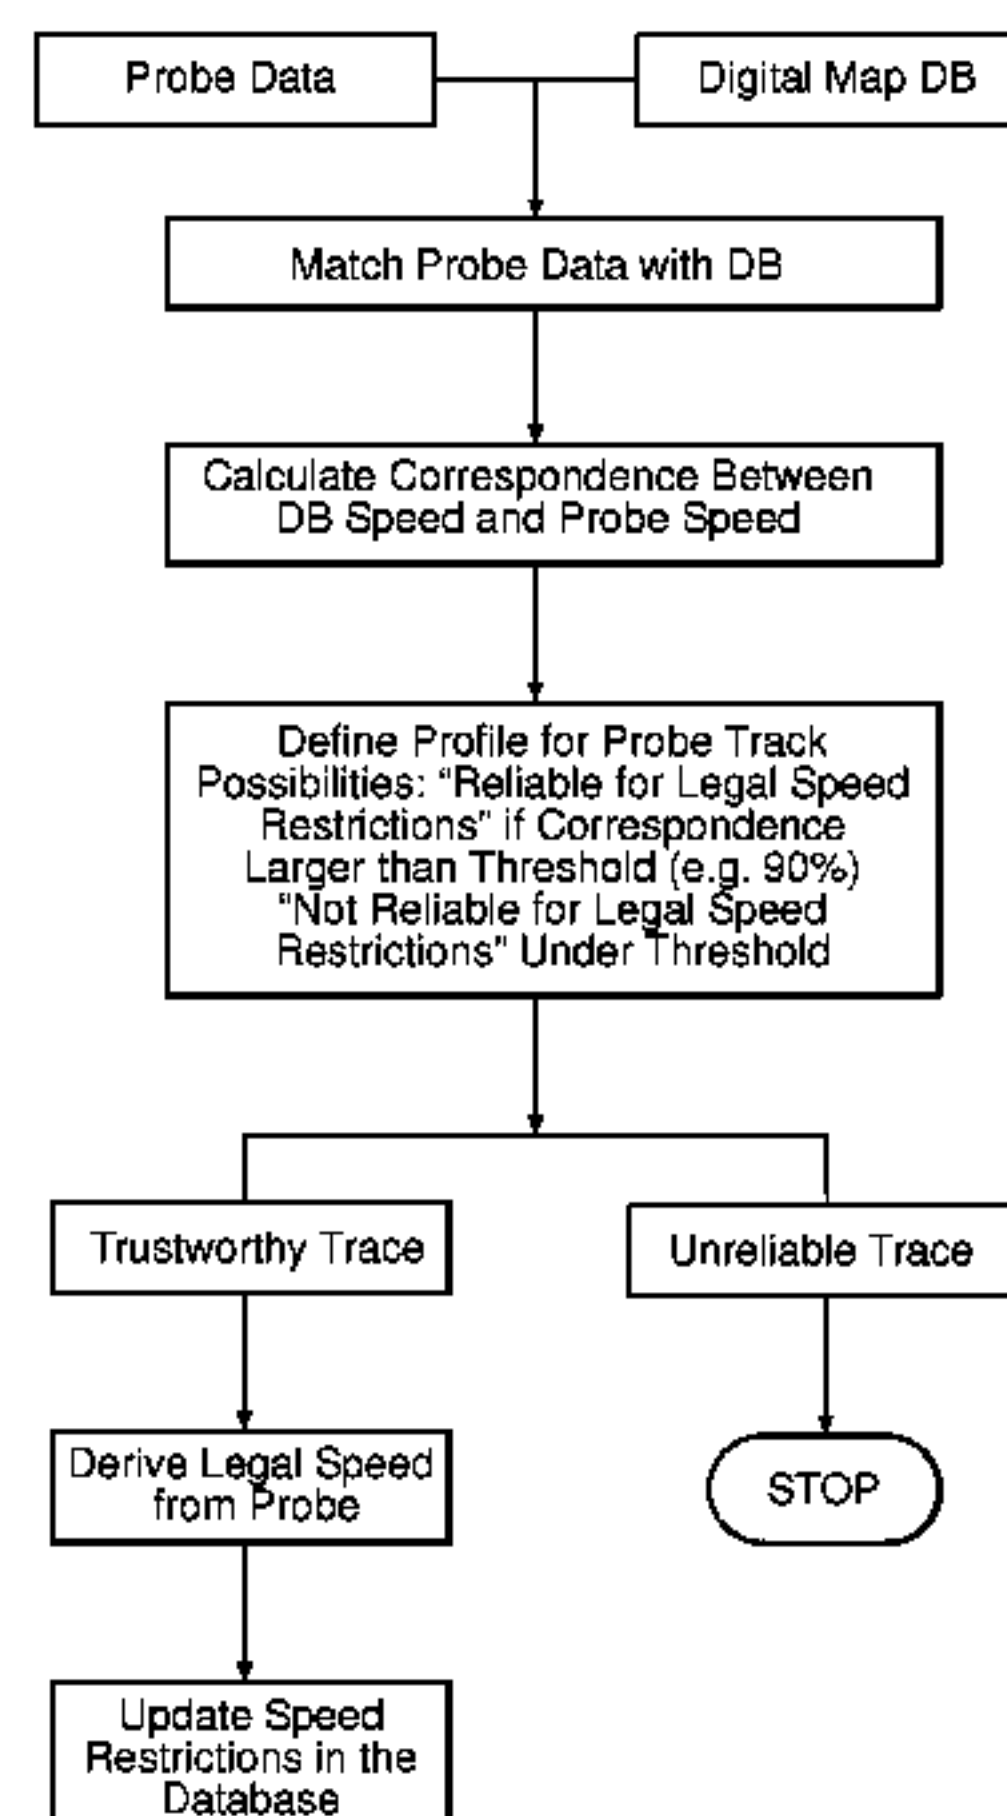 Probe Data
Digital Map DB
Match Probe Data with DB
Calculate Correspondence Between
DB Speed and Probe Speed
Define Profile for Probe Track
Possibilities: “Reliable for Legal Speed
Restrictions” if Correspondence
Larger than Threshold (e.g. 90%)
“Not Reliable for Legal Speed
Restrictions” Under Threshold
Trustworthy Trace
Unreliable Trace
Derive Legal Speed
from Probe
STOP
Update Speed
Restrictions in the
Database